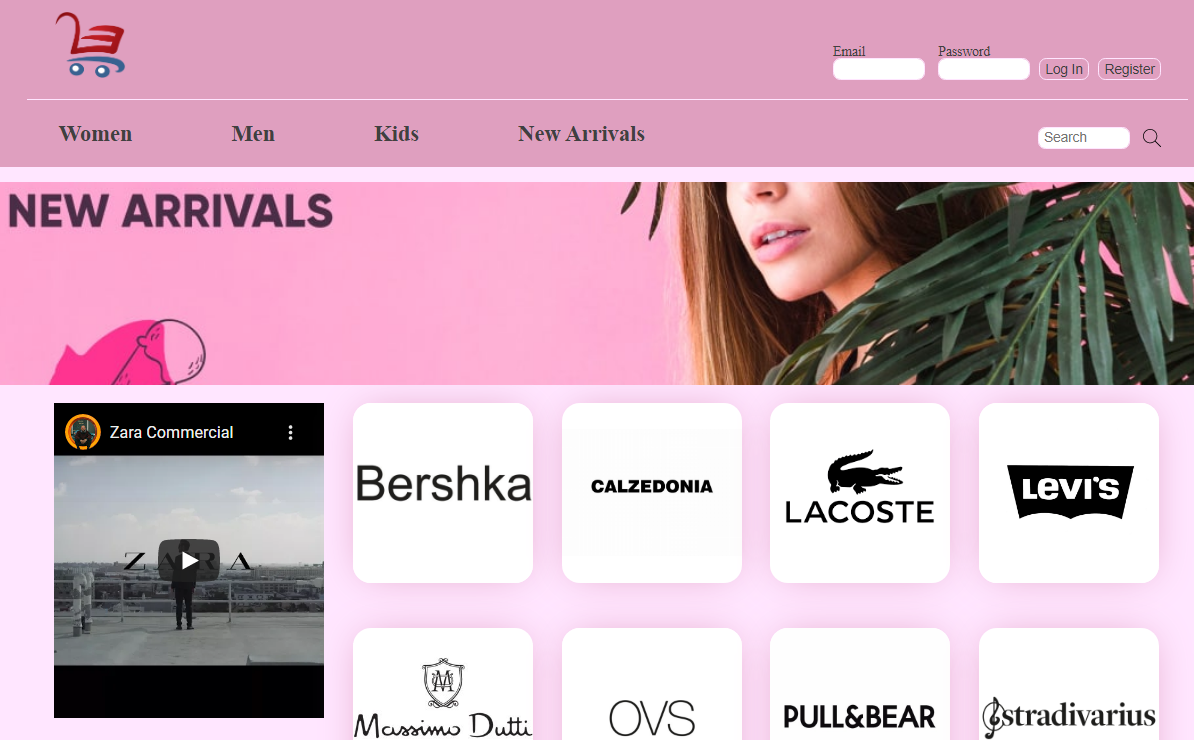 Email Password
Log In Register
Women Men Kids New Arrivals
Search
NEW ARRIVALS
Zara Commercial
ZARA
Bershka
CALZEDONIA
LACOSTE
LEVI'S
Massimo Dutti
OVS
PULL&BEAR
stradivarius